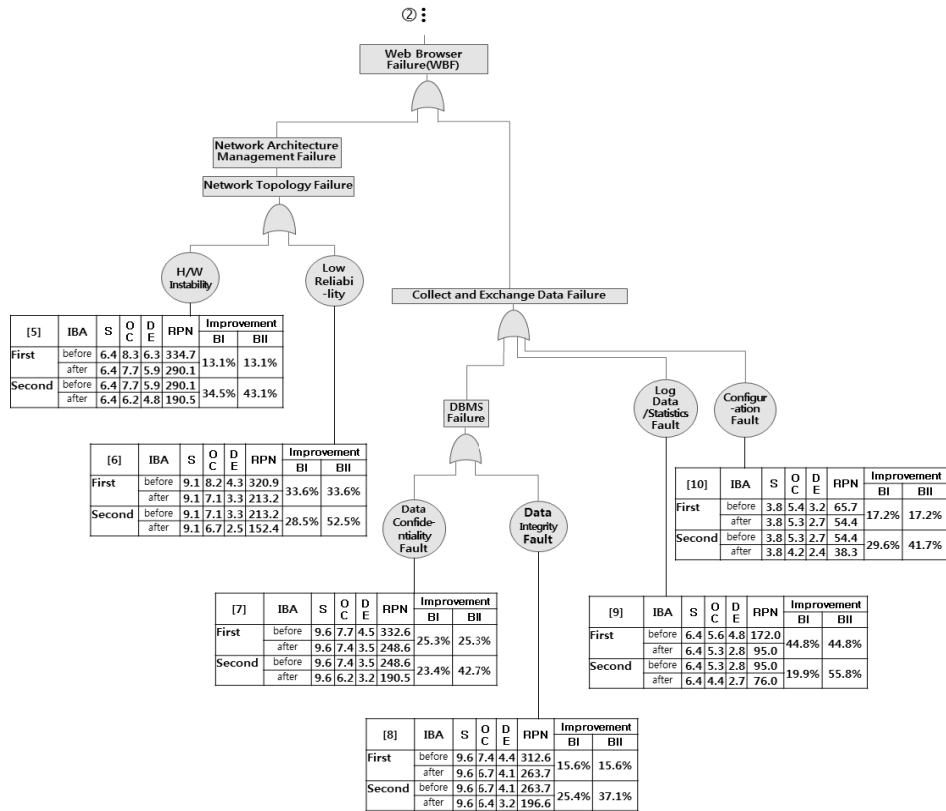 ② ⋮
Web Browser
Failure(WBF)
Network Architecture
Management Failure
Network Topology Failure
H/W
Instability
Low
Reliabi
-lity
Collect and Exchange Data Failure
[5] IBA S OC DE RPN Improvement
BI BII
First before 6.4 8.3 6.3 334.7 13.1% 13.1%
after 6.4 7.7 5.9 290.1
Second before 6.4 7.7 5.9 290.1 34.5% 43.1%
after 6.4 6.2 4.8 190.5
DBMS
Failure
Log
Data
/Statistics
Fault
Configur
-ation
Fault
[6] IBA S OC DE RPN Improvement
BI BII
First before 9.1 8.2 4.3 320.9 33.6% 33.6%
after 9.1 7.1 3.3 213.2
Second before 9.1 7.1 3.3 213.2 28.5% 52.5%
after 9.1 6.7 2.5 152.4
Data
Confide-
ntiality
Fault
Data
Integrity
Fault
[10] IBA S OC DE RPN Improvement
BI BII
First before 3.8 5.4 3.2 65.7 17.2% 17.2%
after 3.8 5.3 2.7 54.4
Second before 3.8 5.3 2.7 54.4 29.6% 41.7%
after 3.8 4.2 2.4 38.3
[7] IBA S OC DE RPN Improvement
BI BII
First before 9.6 7.7 4.5 332.6 25.3% 25.3%
after 9.6 7.4 3.5 248.6
Second before 9.6 7.4 3.5 248.6 23.4% 42.7%
after 9.6 6.2 3.2 190.5
[9] IBA S OC DE RPN Improvement
BI BII
First before 6.4 5.6 4.8 172.0 44.8% 44.8%
after 6.4 5.3 2.8 95.0
Second before 6.4 5.3 2.8 95.0 19.9% 55.8%
after 6.4 4.4 2.7 76.0
[8] IBA S OC DE RPN Improvement
BI BII
First before 9.6 7.4 4.4 312.6 15.6% 15.6%
after 9.6 6.7 4.1 263.7
Second before 9.6 6.7 4.1 263.7 25.4% 37.1%
after 9.6 6.4 3.2 196.6